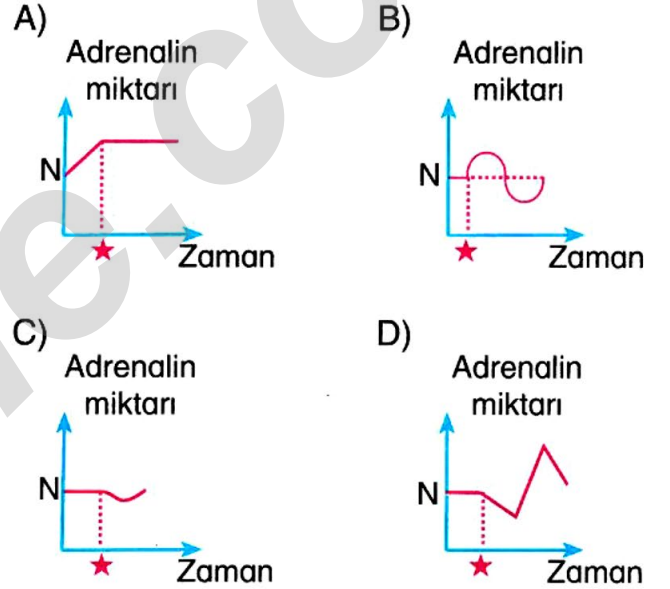 A)
Adrenalin
miktarı
N
Zaman
B)
Adrenalin
miktarı
N
Zaman
C)
Adrenalin
miktarı
N
Zaman
D)
Adrenalin
miktarı
N
Zaman